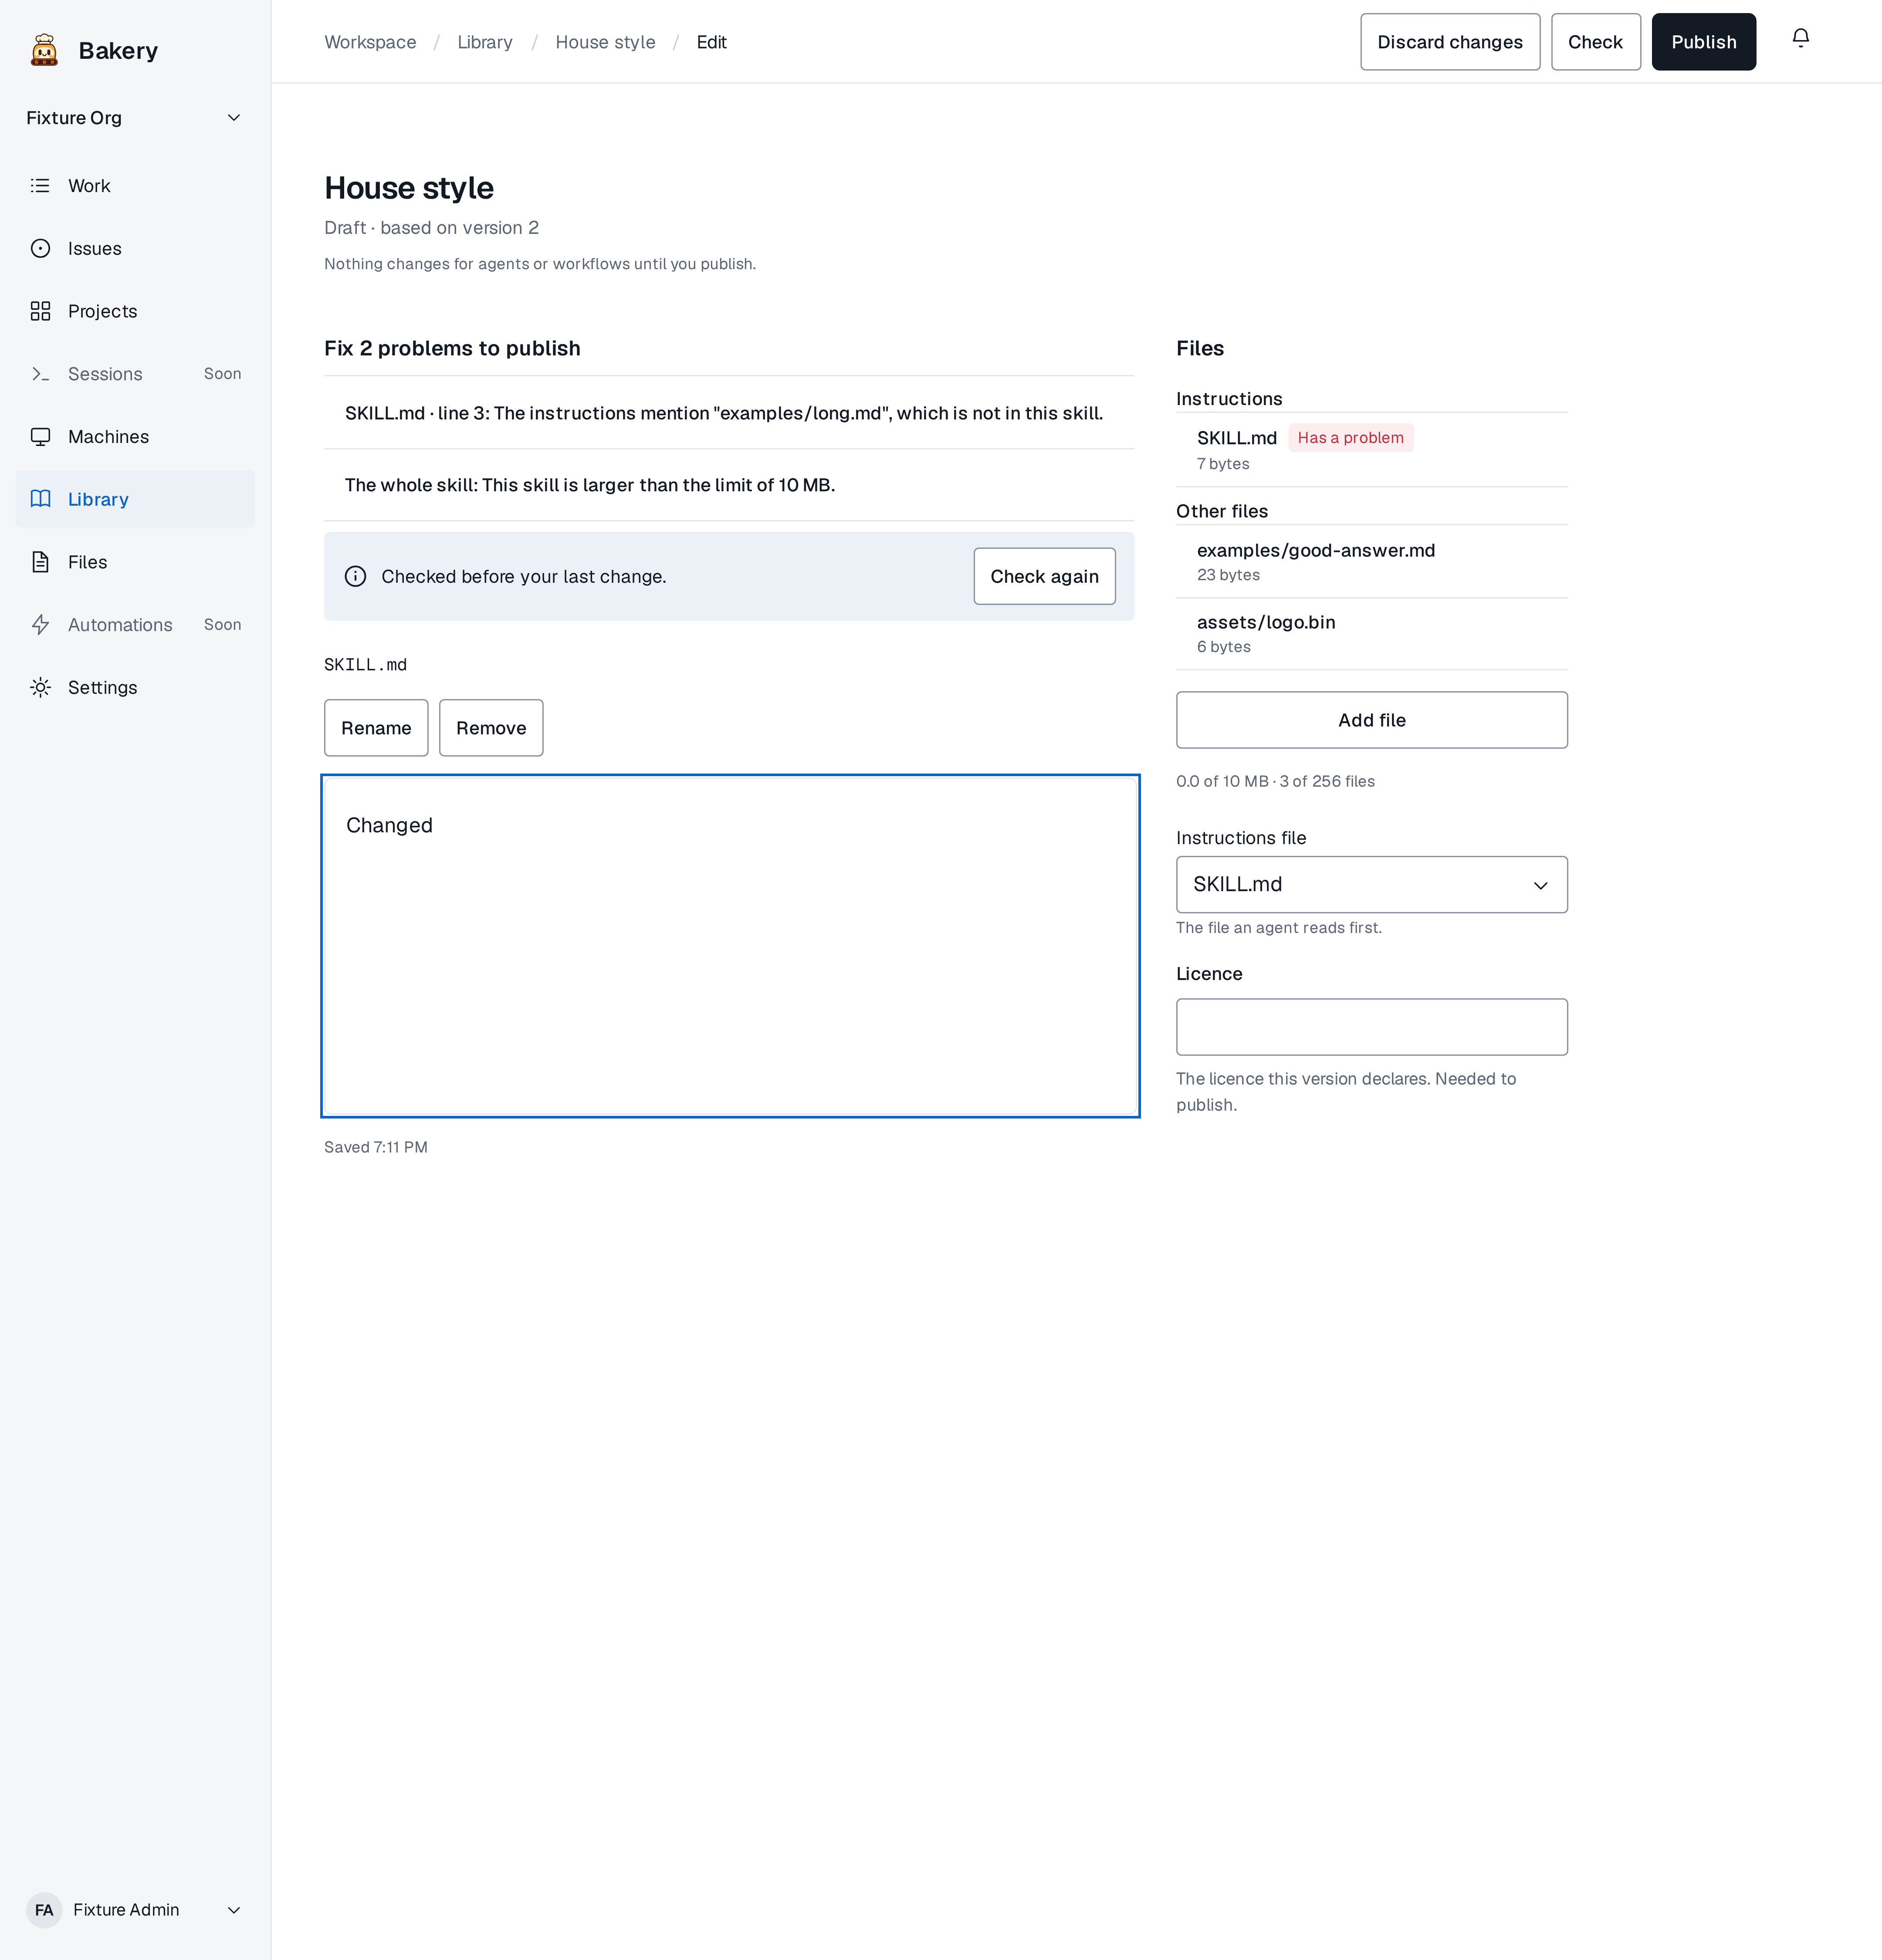 Bakery
Fixture Org
Work
Issues
Projects
Sessions Soon
Machines
Library
Files
Automations Soon
Settings
FA Fixture Admin
Workspace / Library / House style / Edit
Discard changes
Check
Publish
House style
Draft · based on version 2
Nothing changes for agents or workflows until you publish.
Fix 2 problems to publish
SKILL.md · line 3: The instructions mention "examples/long.md", which is not in this skill.
The whole skill: This skill is larger than the limit of 10 MB.
Checked before your last change.
Check again
SKILL.md
Rename
Remove
Changed
Saved 7:11 PM
Files
Instructions
SKILL.md Has a problem
7 bytes
Other files
examples/good-answer.md
23 bytes
assets/logo.bin
6 bytes
Add file
0.0 of 10 MB · 3 of 256 files
Instructions file
SKILL.md
The file an agent reads first.
Licence
The licence this version declares. Needed to
publish.